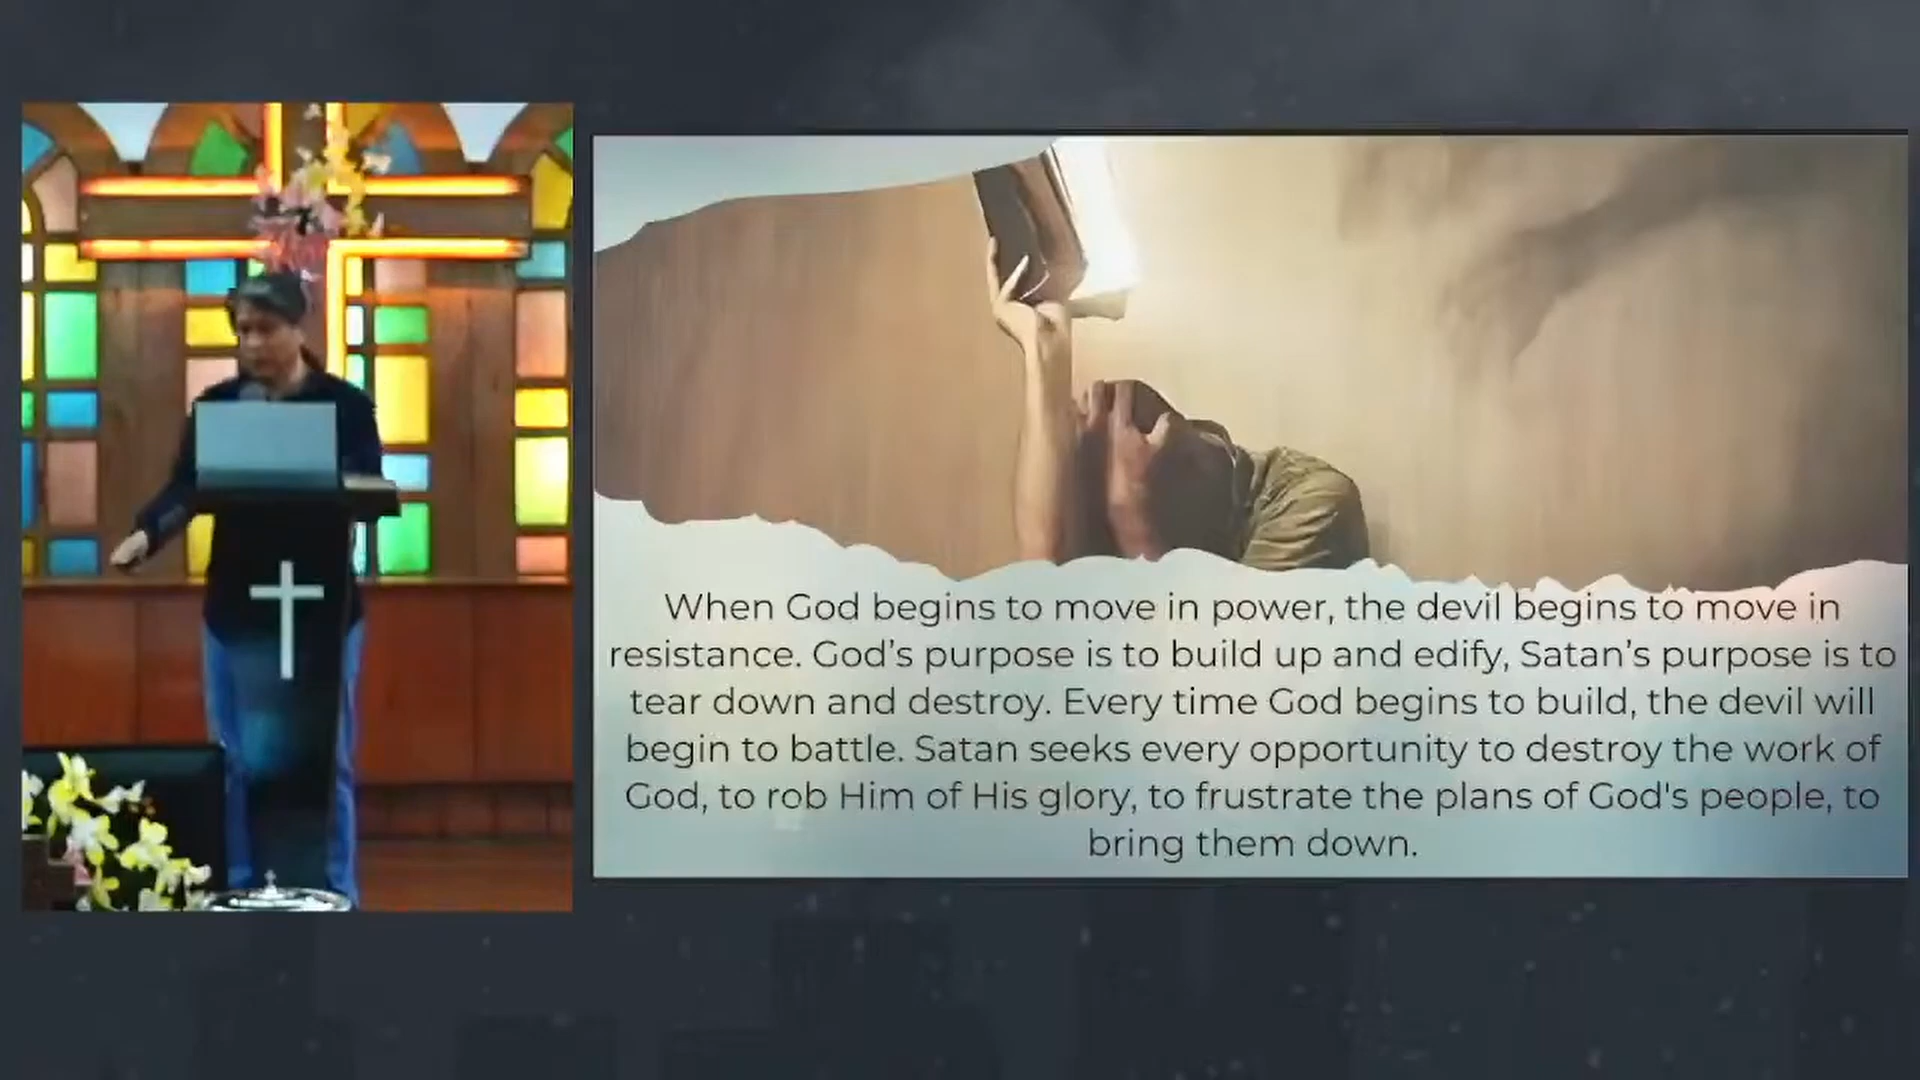 When God begins to move in power, the devil begins to move in
resistance. God’s purpose is to build up and edify, Satan’s purpose is to
tear down and destroy. Every time God begins to build, the devil will
begin to battle. Satan seeks every opportunity to destroy the work of
God, to rob Him of His glory, to frustrate the plans of God's people, to
bring them down.